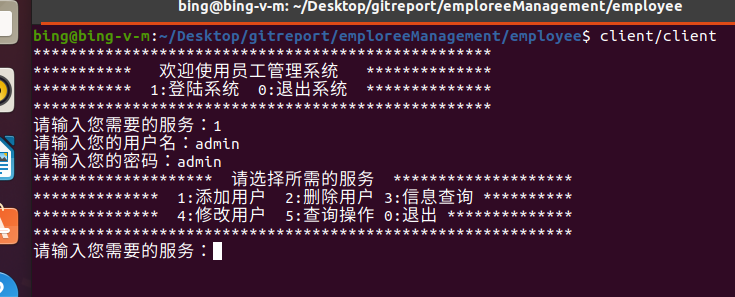 bing@bing-v-m: ~/Desktop/gitreport/emploreeManagement/employee
bing@bing-v-m:~/Desktop/gitreport/emploreeManagement/employee$ client/client
***************************************************
***********   欢迎使用员工管理系统   **************
***********  1:登陆系统  0:退出系统  **************
***************************************************
请输入您需要的服务：1
请输入您的用户名：admin
请输入您的密码：admin
********************  请选择所需的服务  ********************
**************  1:添加用户  2:删除用户 3:信息查询 **********
**************  4:修改用户  5:查询操作 0:退出 **************
************************************************************
请输入您需要的服务：